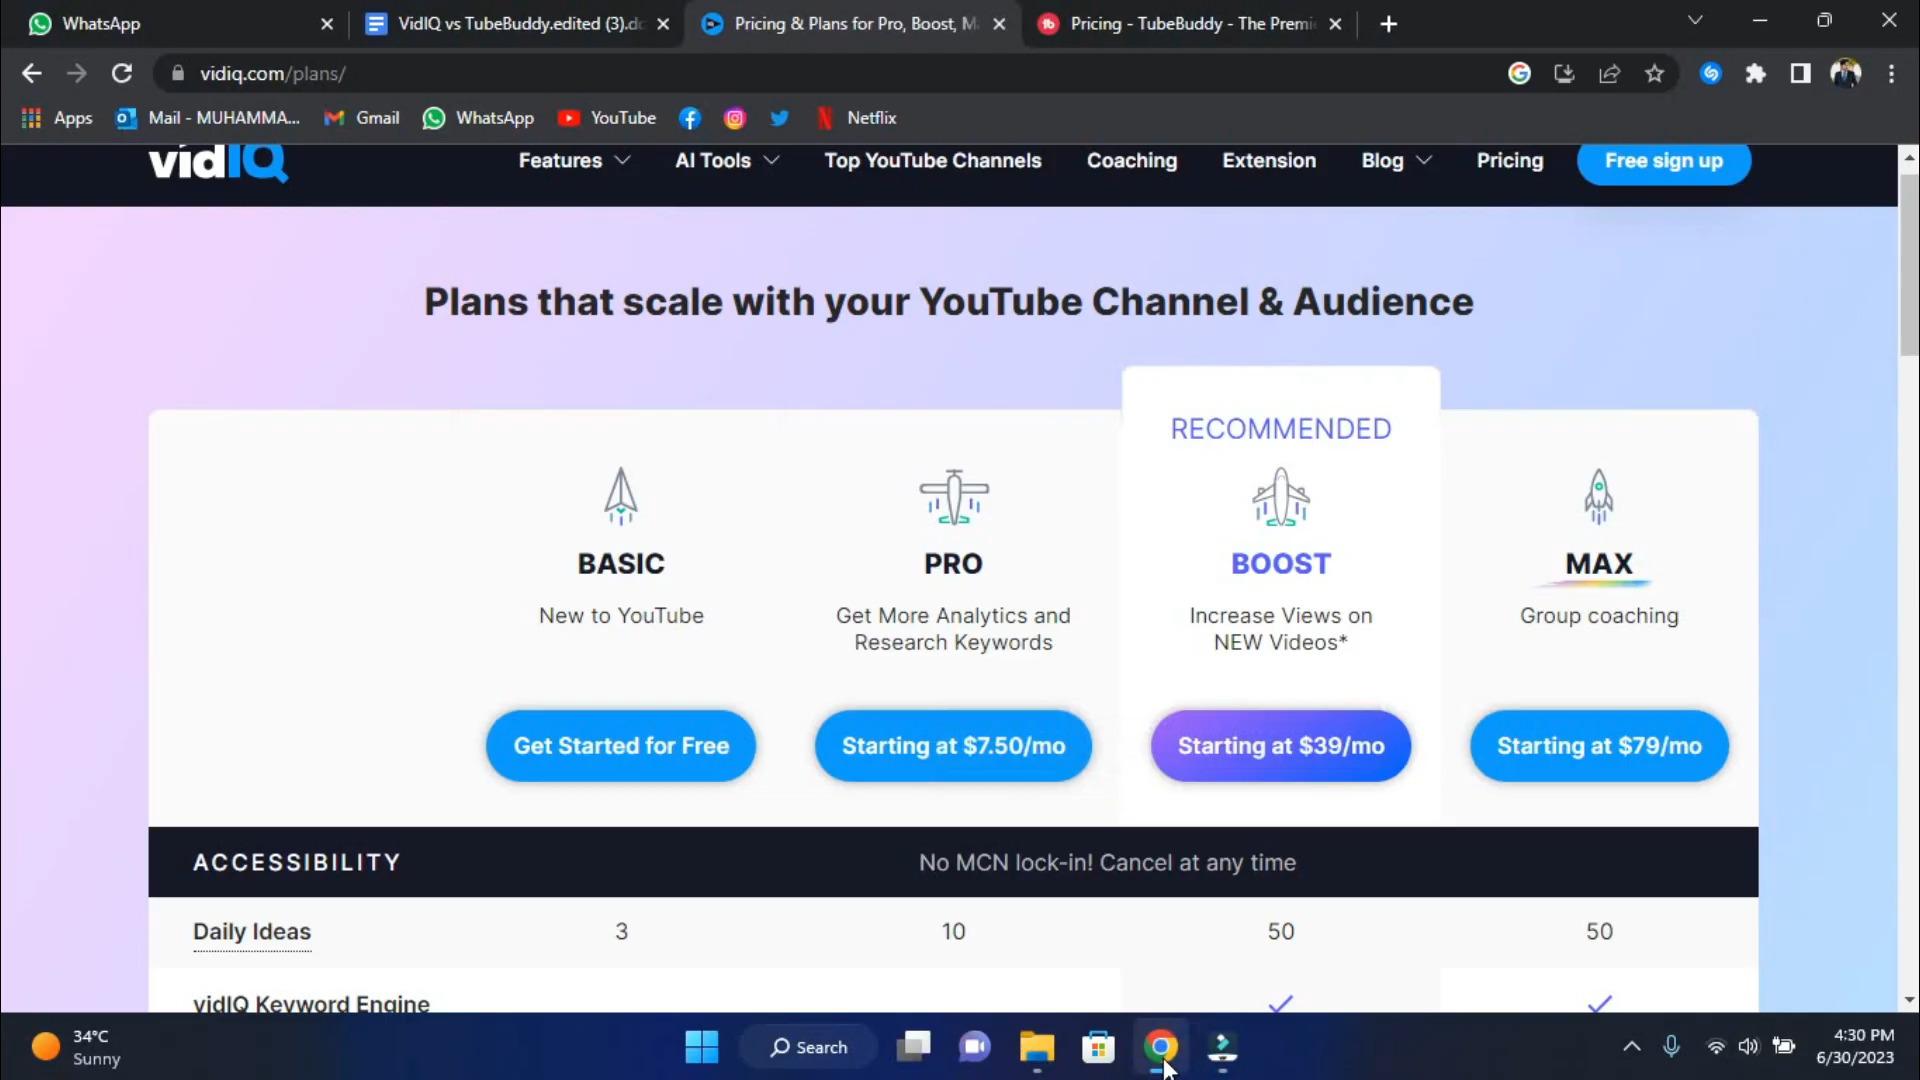 WhatsApp
VidIQ vs TubeBuddy.edited (3).dc
Pricing & Plans for Pro, Boost, M
Pricing - TubeBuddy - The Premi
vidiq.com/plans/
Apps
Mail - MUHAMMA...
Gmail
WhatsApp
YouTube
Netflix
vidIQ
Features
AI Tools
Top YouTube Channels
Coaching
Extension
Blog
Pricing
Free sign up
Plans that scale with your YouTube Channel & Audience
RECOMMENDED
BASIC
PRO
BOOST
MAX
New to YouTube
Get More Analytics and
Research Keywords
Increase Views on
NEW Videos*
Group coaching
Get Started for Free
Starting at $7.50/mo
Starting at $39/mo
Starting at $79/mo
ACCESSIBILITY
No MCN lock-in! Cancel at any time
Daily Ideas
3
10
50
50
vidIQ Keyword Engine
34°C
Sunny
Search
4:30 PM
6/30/2023